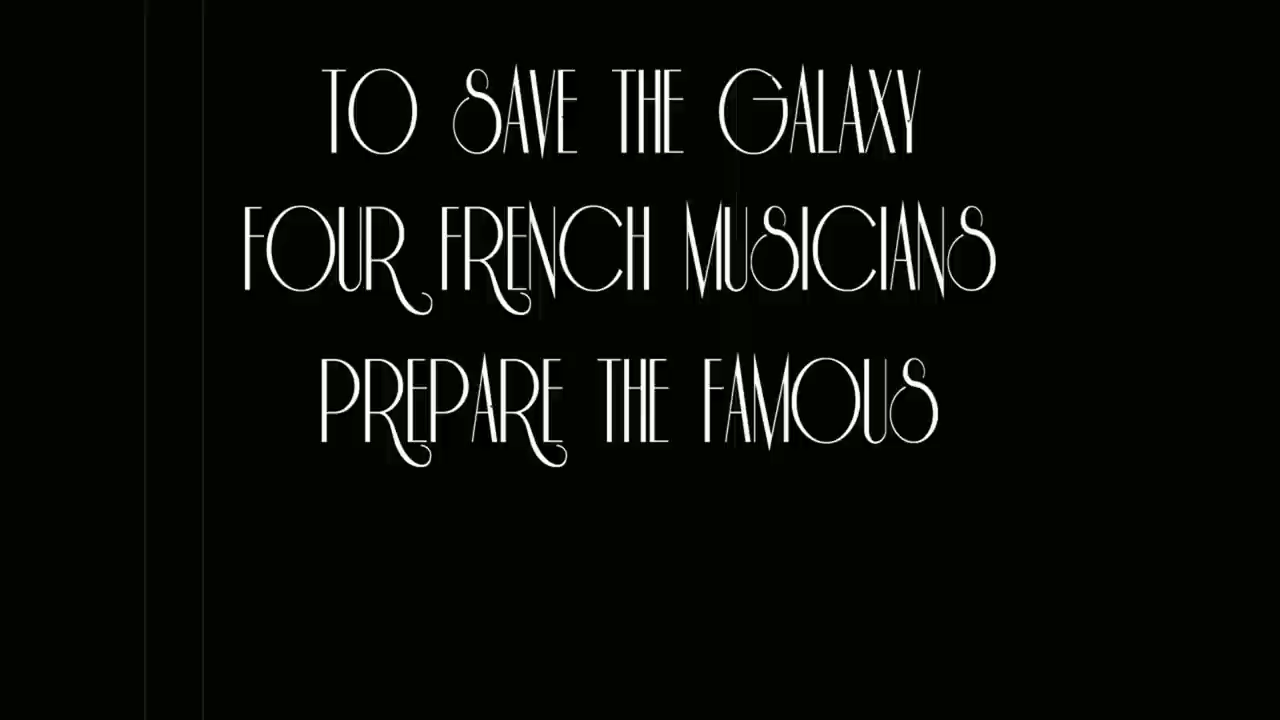 TO SAVE THE GALAXY
FOUR FRENCH MUSICIANS
PREPARE THE FAMOUS